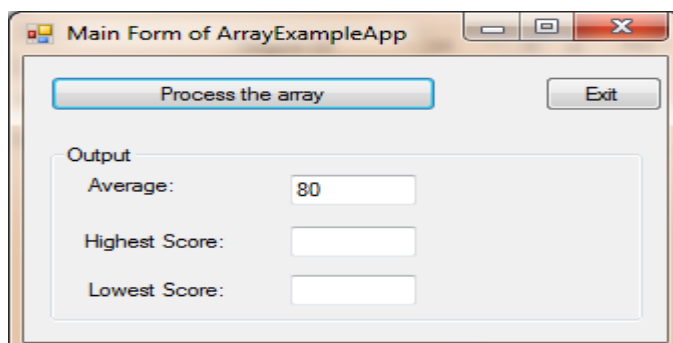 Main Form of ArrayExampleApp
Process the array
Exit
Output
Average:
80
Highest Score:
Lowest Score: